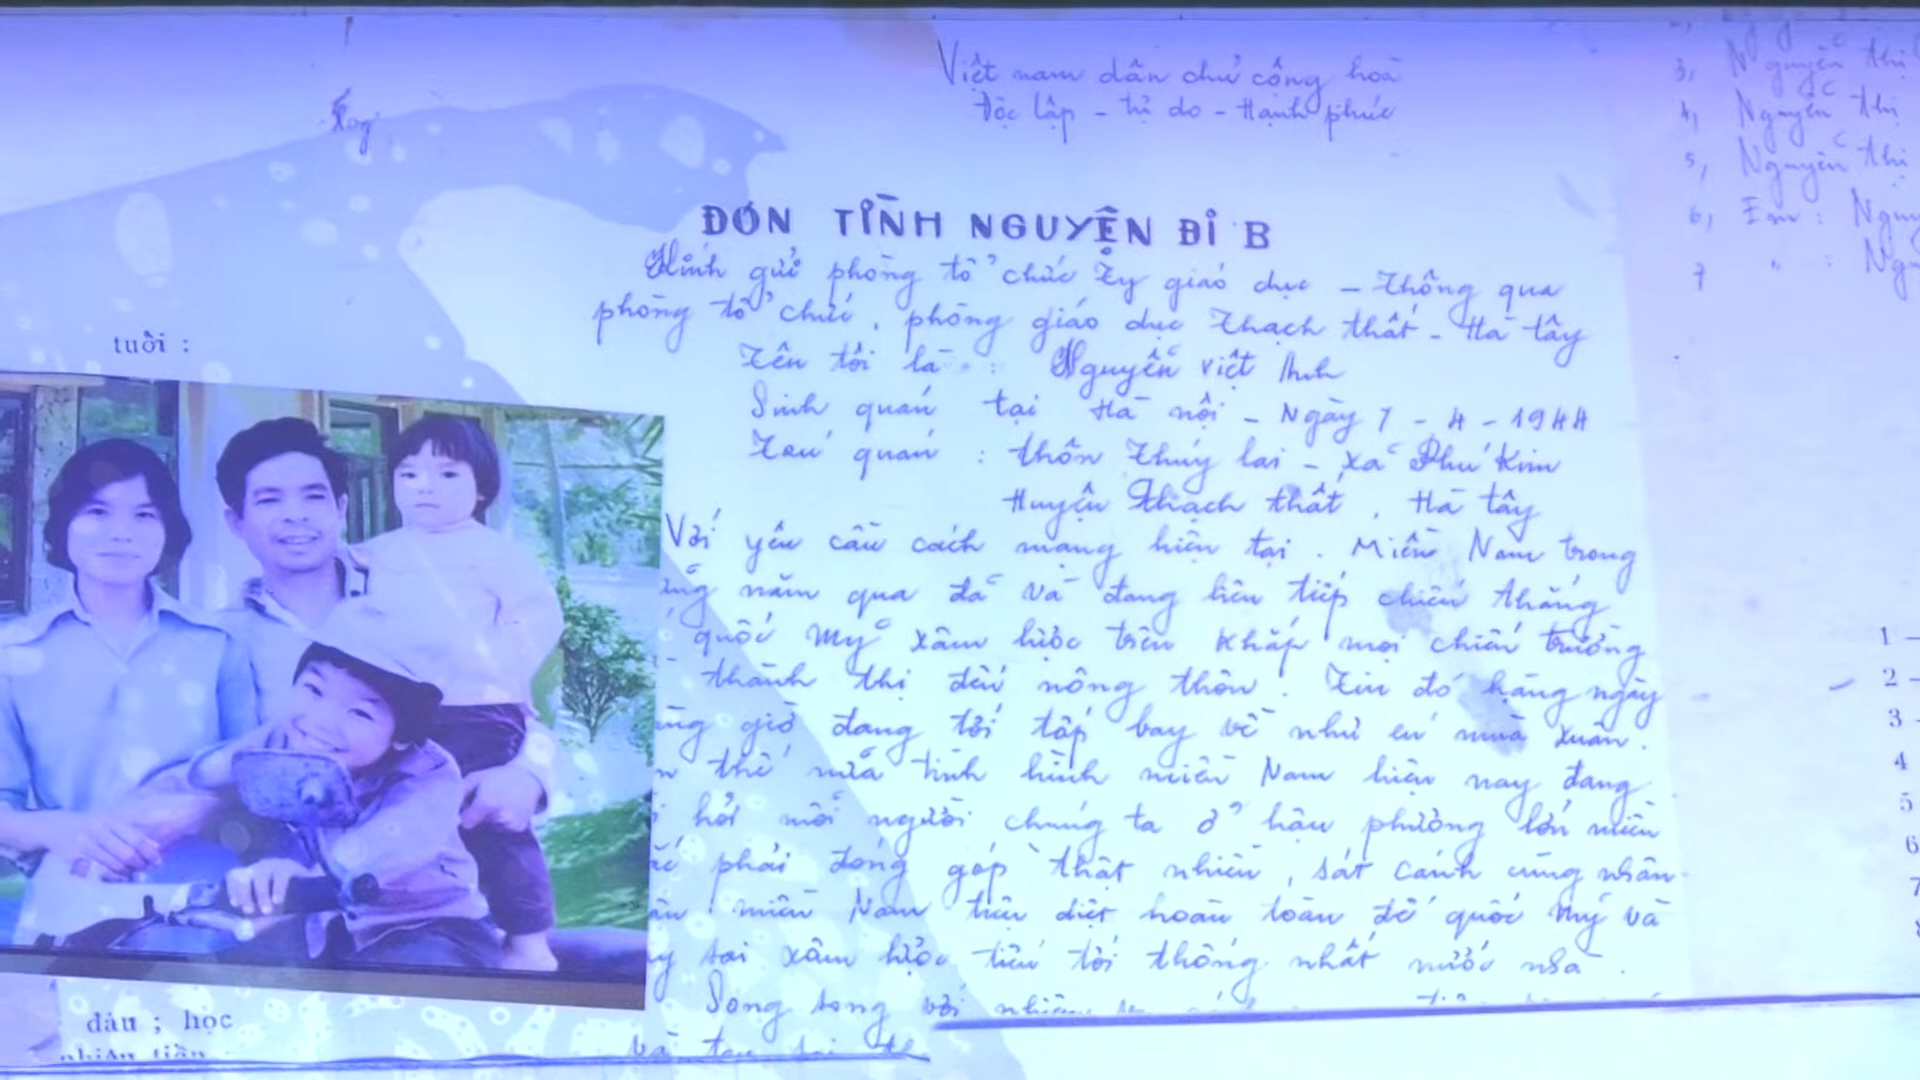 Việt nam dân chủ cộng hoà
Độc lập - tự do - Hạnh phúc
ĐƠN TÌNH NGUYỆN ĐI B
Kính gửi phòng tổ chức Ty giáo dục - Thông qua
phòng tổ chức, phòng giáo dục Thạch thất - Hà tây
Tên tôi là : Nguyễn Việt Anh
Sinh quán tại Hà nội - Ngày 7 - 4 - 1944
Trú quán : thôn Thúy lai - xã Phú Kim
Huyện Thạch thất, Hà tây
Với yêu cầu cách mạng hiện tại. Miền Nam trong
năm qua đã và đang liên tiếp chiến thắng
quốc Mỹ xâm lược trên khắp mọi chiến trường
thành thị đến nông thôn. Tin đó hàng ngày
giờ đang tới tấp bay về như én mùa xuân.
thế nữa tình hình miền Nam hiện nay đang
hỏi mỗi người chúng ta ở hậu phương lớn miền
phải đóng góp thật nhiều, sát cánh cùng nhân
miền Nam tiêu diệt hoàn toàn đế quốc Mỹ và
sai xâm lược tiến tới thống nhất nước nhà.
Song song với
tuổi :
đâu ; học
3, Nguyễn thị
4, Nguyễn thị
5, Nguyễn thị
6, Em :
7 " :
1 -
2 -
3 -
4
5
6
7